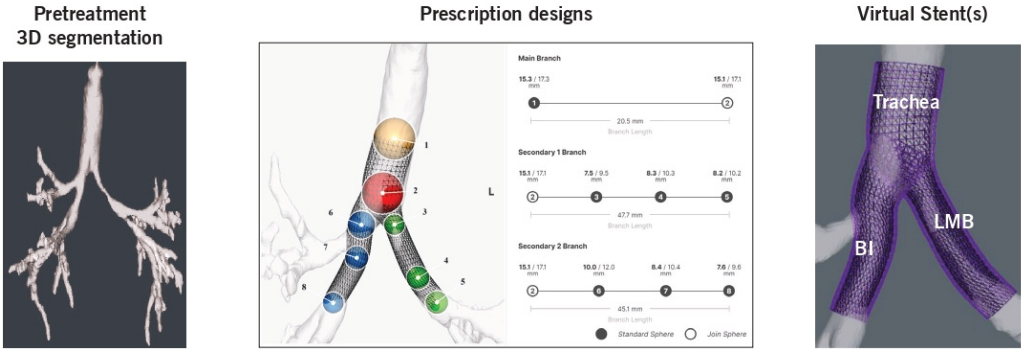 Pretreatment
3D segmentation
Prescription designs
Virtual Stent(s)
1
2
3
4
5
6
7
8
L
Main Branch
15.3 / 17.3
mm
15.1 / 17.1
mm
1
2
20.5 mm
Branch Length
Secondary 1 Branch
15.1 / 17.1
mm
7.5 / 9.5
mm
8.3 / 10.3
mm
8.2 / 10.2
mm
2
3
4
5
47.7 mm
Branch Length
Secondary 2 Branch
15.1 / 17.1
mm
10.0 / 12.0
mm
8.4 / 10.4
mm
7.6 / 9.6
mm
2
6
7
8
45.1 mm
Branch Length
Standard Sphere
Join Sphere
Trachea
LMB
BI